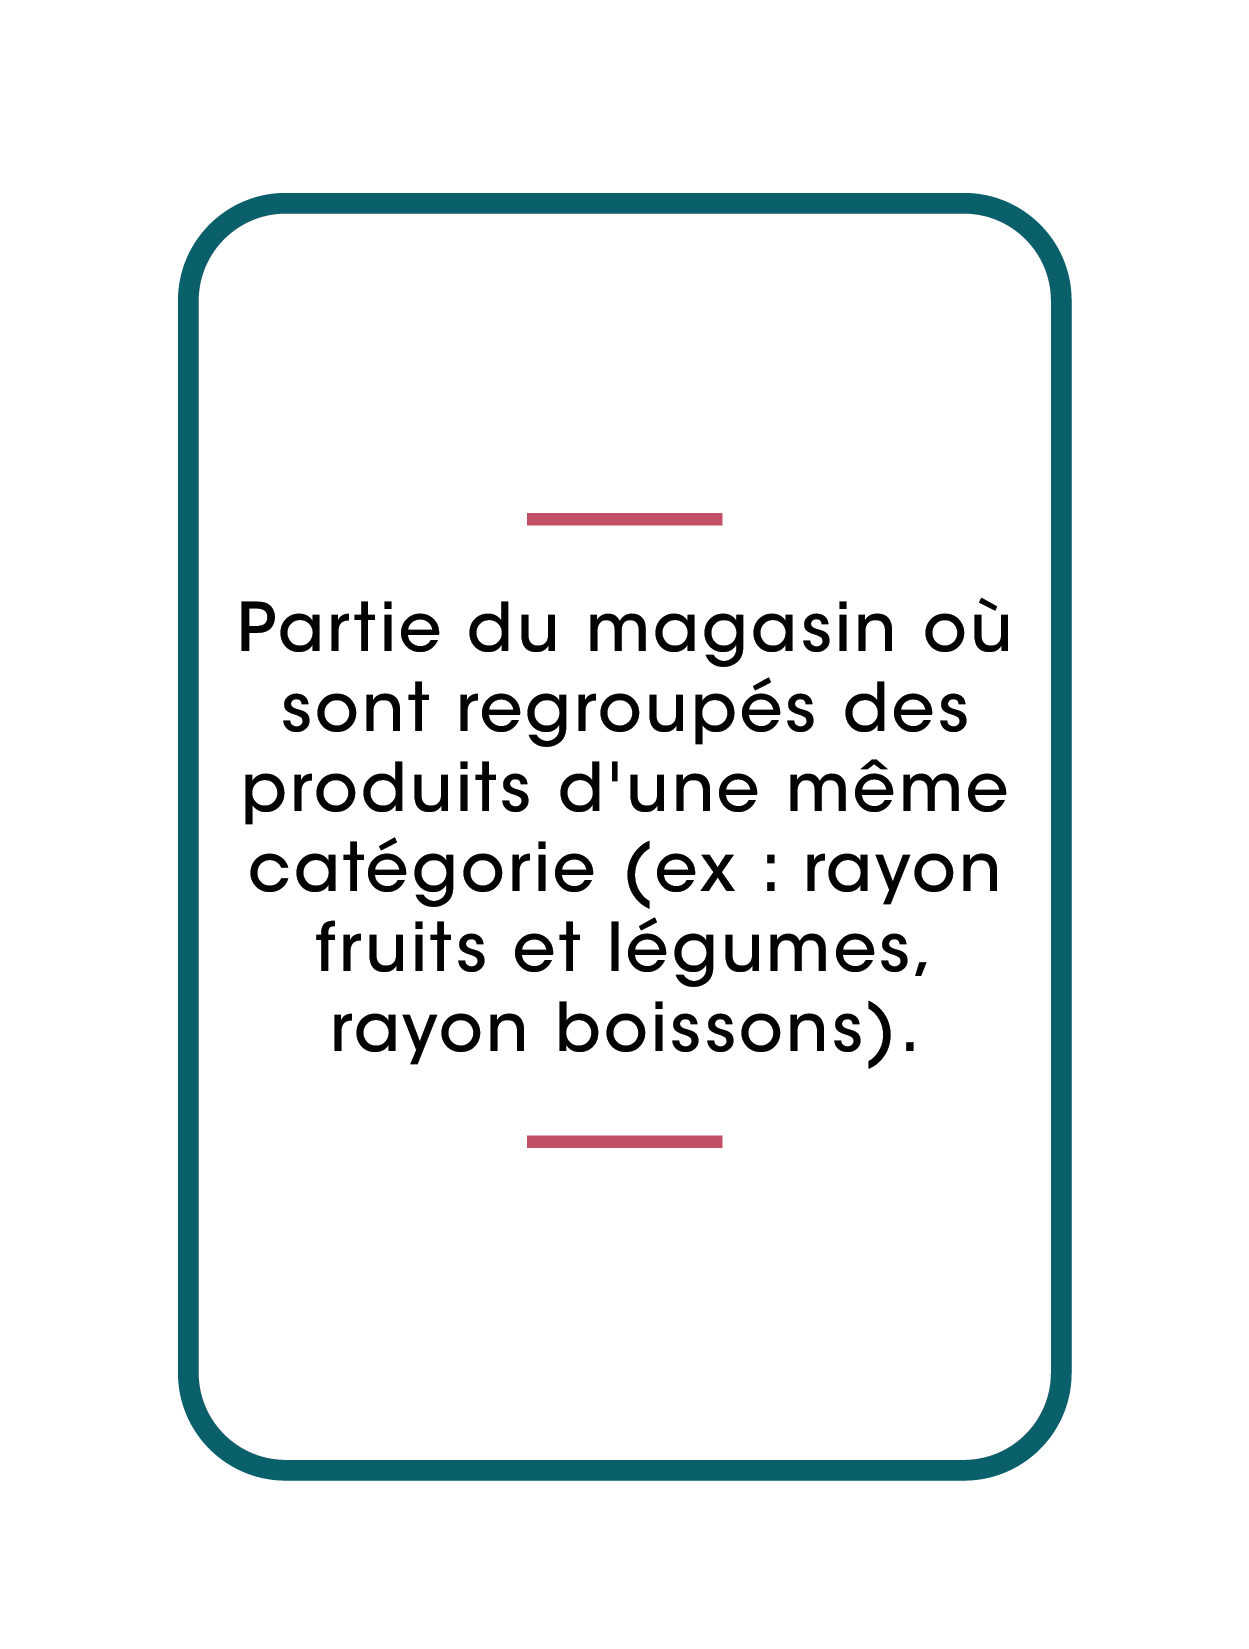 Partie du magasin où
sont regroupés des
produits d'une même
catégorie (ex : rayon
fruits et légumes,
rayon boissons).